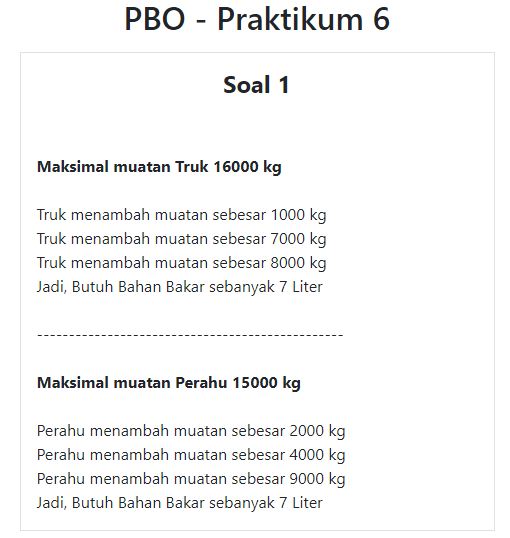 PBO - Praktikum 6
Soal 1
Maksimal muatan Truk 16000 kg
Truk menambah muatan sebesar 1000 kg
Truk menambah muatan sebesar 7000 kg
Truk menambah muatan sebesar 8000 kg
Jadi, Butuh Bahan Bakar sebanyak 7 Liter
------------------------------------------------
Maksimal muatan Perahu 15000 kg
Perahu menambah muatan sebesar 2000 kg
Perahu menambah muatan sebesar 4000 kg
Perahu menambah muatan sebesar 9000 kg
Jadi, Butuh Bahan Bakar sebanyak 7 Liter